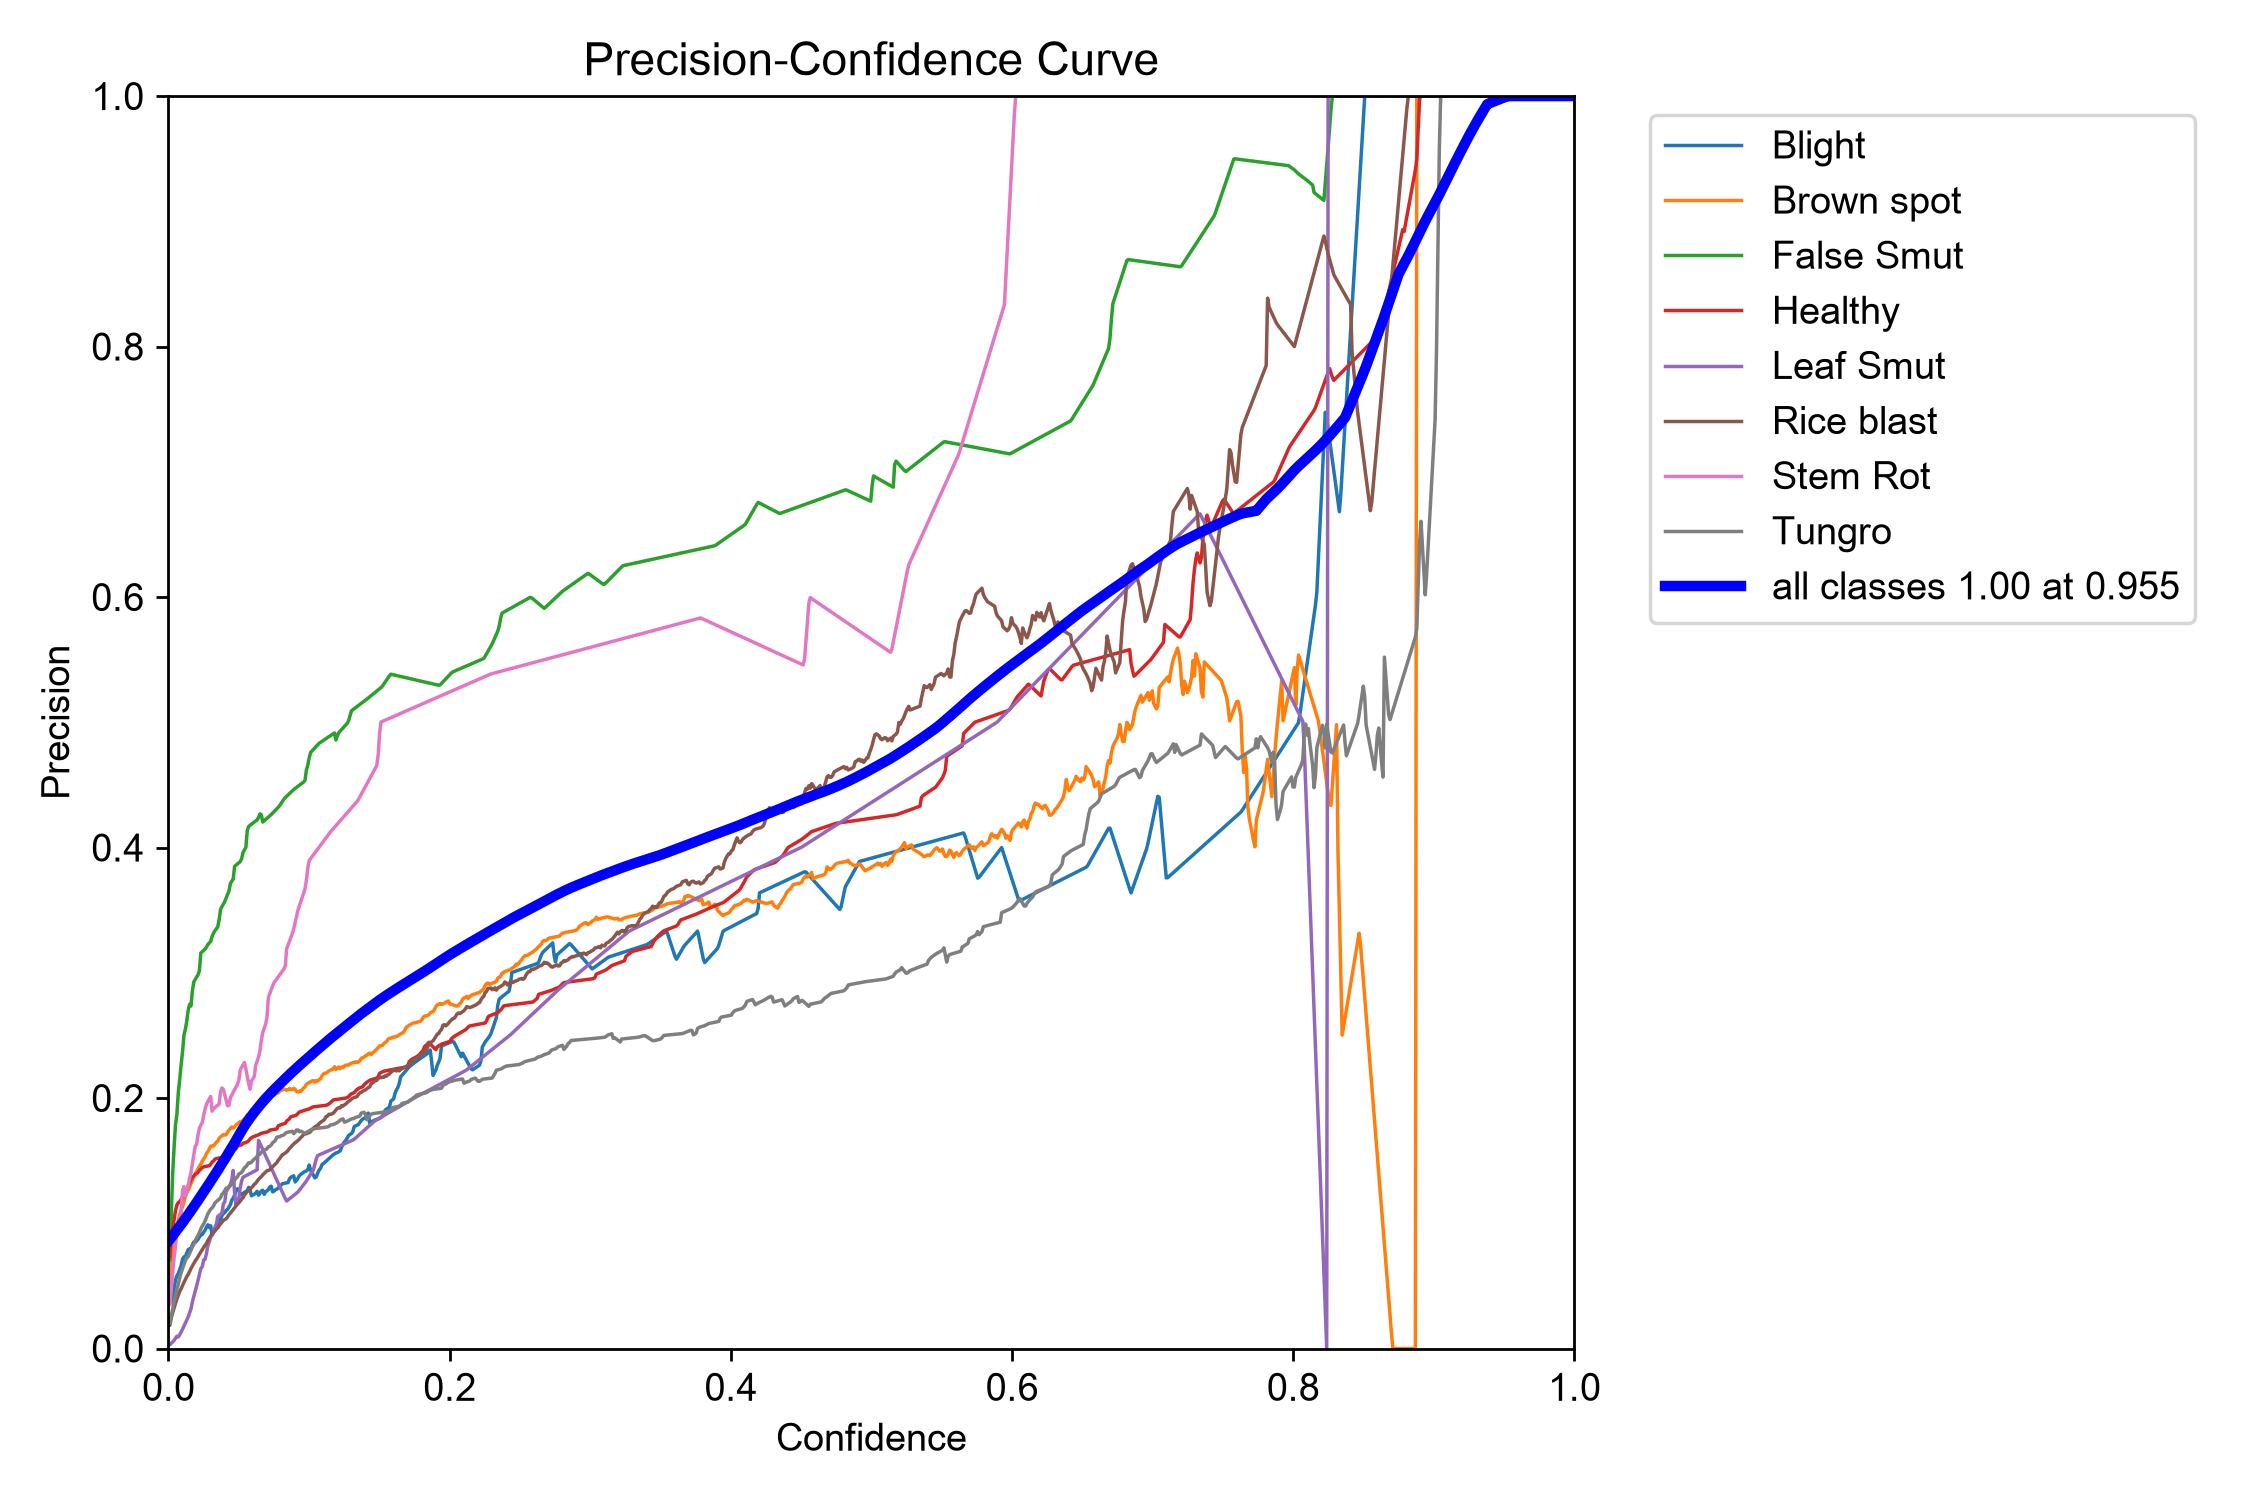 Precision-Confidence Curve
1.0
0.8
0.6
0.4
0.2
0.0
Precision
0.0 0.2 0.4 0.6 0.8 1.0
Confidence
Blight
Brown spot
False Smut
Healthy
Leaf Smut
Rice blast
Stem Rot
Tungro
all classes 1.00 at 0.955